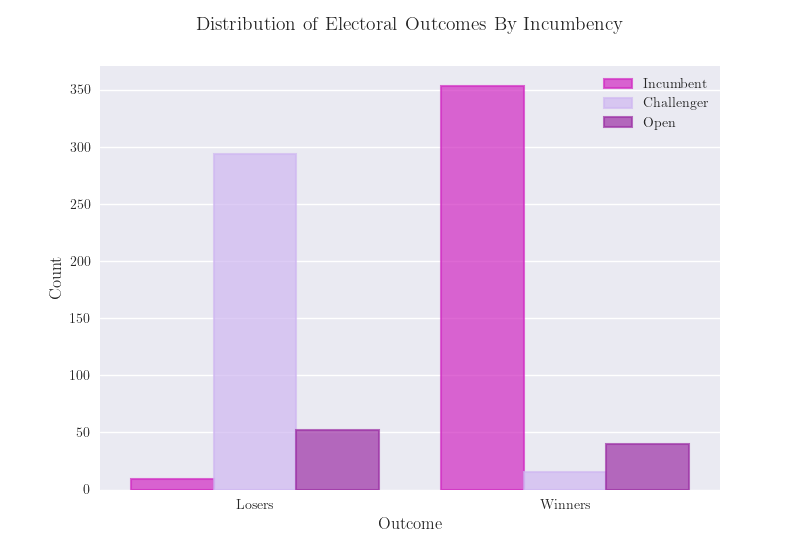 Distribution of Electoral Outcomes By Incumbency
Incumbent
Challenger
Open
350
300
250
200
150
100
50
0
Count
Losers
Winners
Outcome